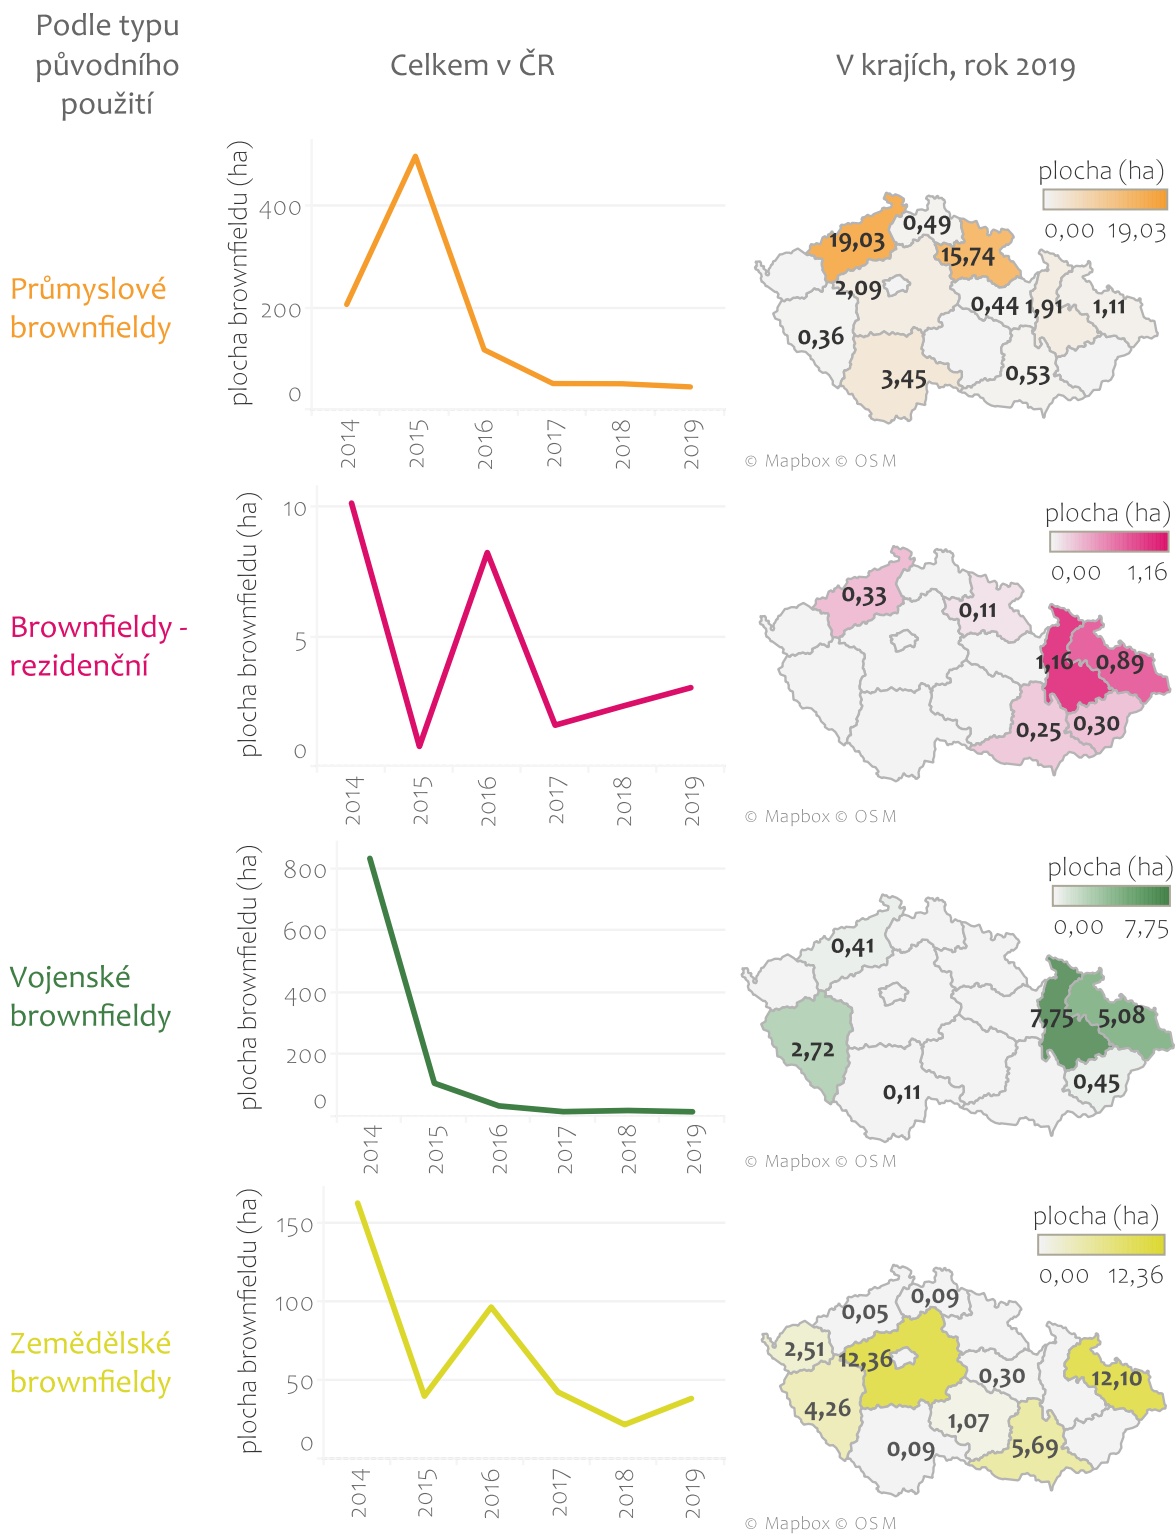 Podle typu
původního
použití
Celkem v ČR
V krajích, rok 2019
Průmyslové
brownfieldy
plocha brownfieldu (ha)
400
200
0
2014
2015
2016
2017
2018
2019
plocha (ha)
0,00 19,03
0,49
19,03
15,74
2,09
0,44 1,91 1,11
0,36
3,45
0,53
© Mapbox © OSM
Brownfieldy -
rezidenční
plocha brownfieldu (ha)
10
5
0
2014
2015
2016
2017
2018
2019
plocha (ha)
0,00 1,16
0,33
0,11
1,16 0,89
0,25 0,30
© Mapbox © OSM
Vojenské
brownfieldy
plocha brownfieldu (ha)
800
600
400
200
0
2014
2015
2016
2017
2018
2019
plocha (ha)
0,00 7,75
0,41
7,75 5,08
2,72
0,11
0,45
© Mapbox © OSM
Zemědělské
brownfieldy
plocha brownfieldu (ha)
150
100
50
0
2014
2015
2016
2017
2018
2019
plocha (ha)
0,00 12,36
0,09
0,05
2,51 12,36
0,30 12,10
4,26
1,07
0,09
5,69
© Mapbox © OSM